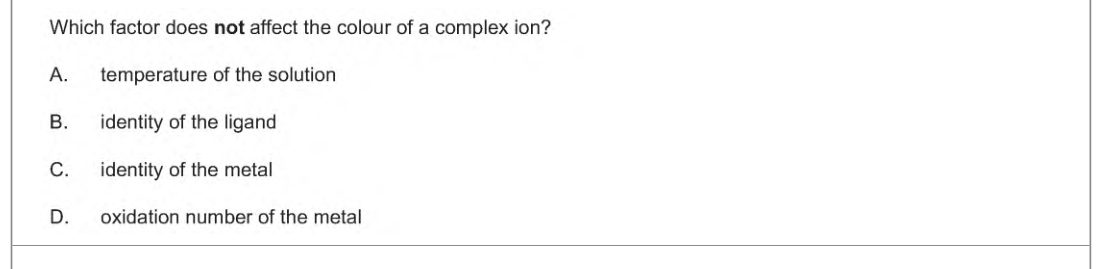 Which factor does not affect the colour of a complex ion?
A. temperature of the solution
B. identity of the ligand
C. identity of the metal
D. oxidation number of the metal